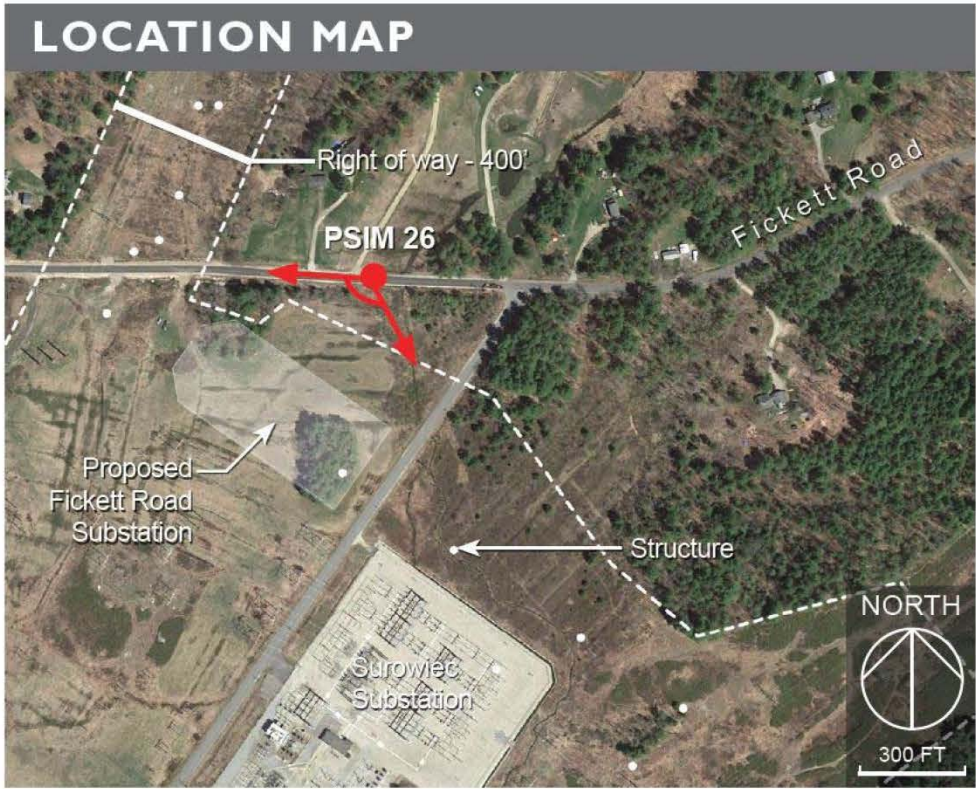 LOCATION MAP
Right of way - 400'
PSIM 26
Fickett Road
Proposed
Fickett Road
Substation
Structure
Surowiec
Substation
NORTH
300 FT